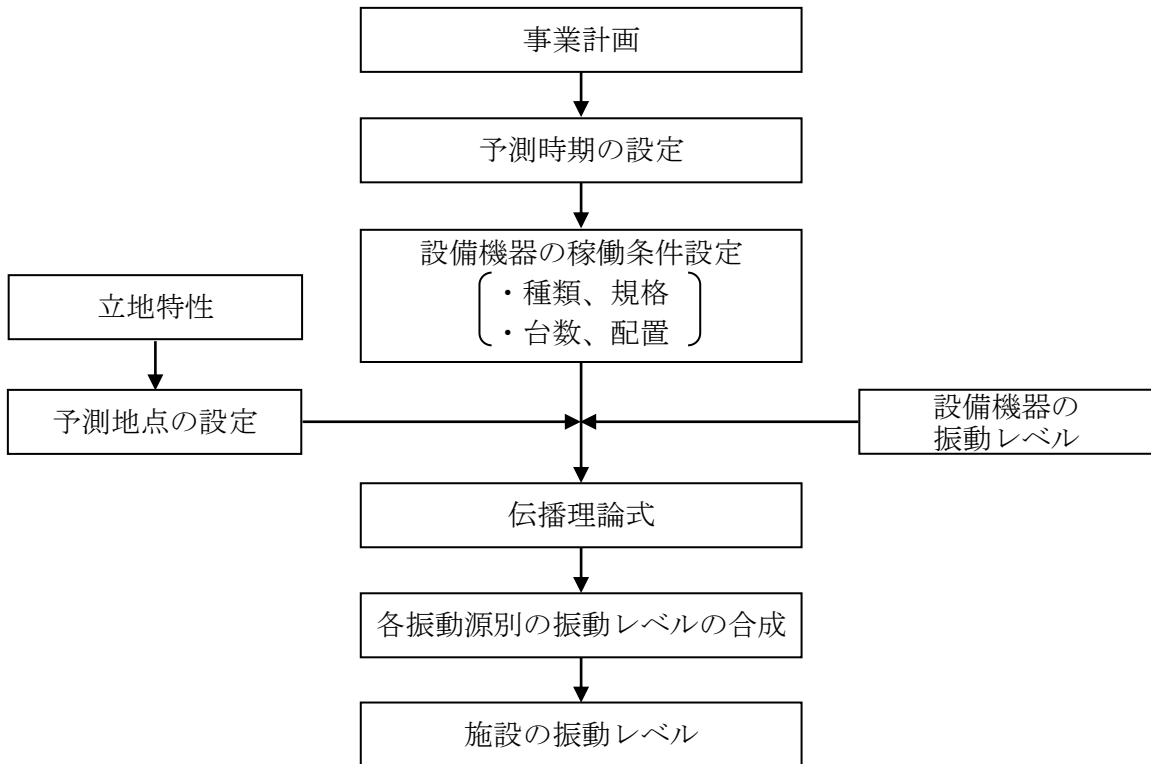 事業計画
予測時期の設定
設備機器の稼働条件設定
・種類、規格
・台数、配置
立地特性
予測地点の設定
設備機器の
振動レベル
伝播理論式
各振動源別の振動レベルの合成
施設の振動レベル